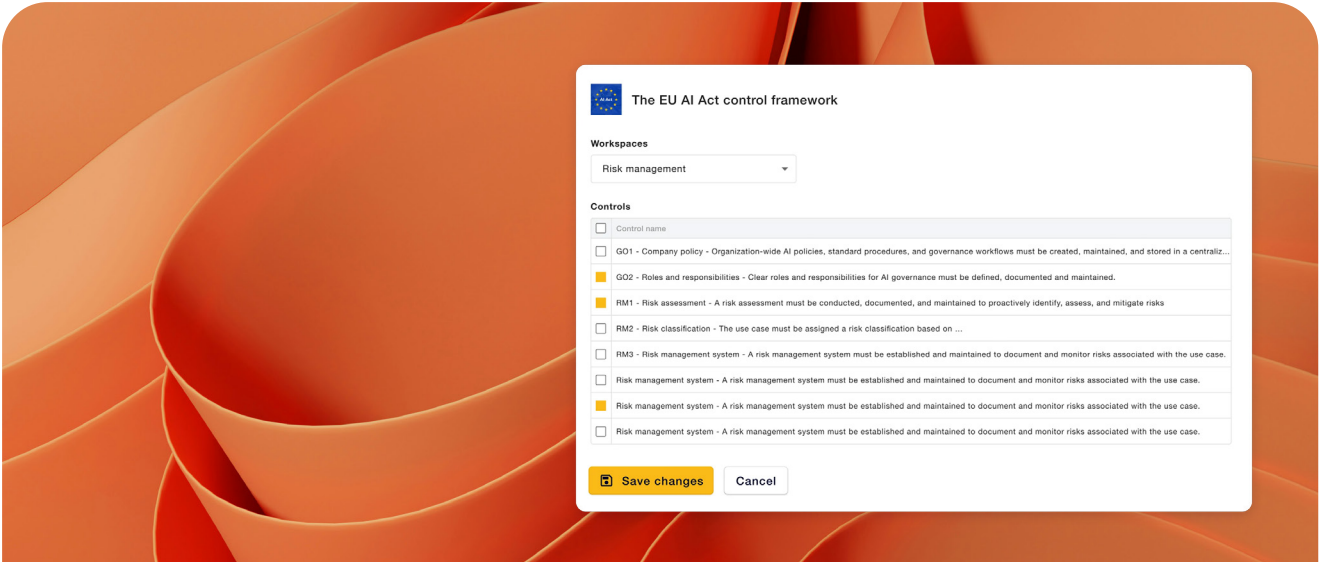 AI Act
The EU AI Act control framework
Workspaces
Risk management
Controls
Control name
GO1 - Company policy - Organization-wide AI policies, standard procedures, and governance workflows must be created, maintained, and stored in a centraliz...
GO2 - Roles and responsibilities - Clear roles and responsibilities for AI governance must be defined, documented and maintained.
RM1 - Risk assessment - A risk assessment must be conducted, documented, and maintained to proactively identify, assess, and mitigate risks
RM2 - Risk classification - The use case must be assigned a risk classification based on ...
RM3 - Risk management system - A risk management system must be established and maintained to document and monitor risks associated with the use case.
Risk management system - A risk management system must be established and maintained to document and monitor risks associated with the use case.
Risk management system - A risk management system must be established and maintained to document and monitor risks associated with the use case.
Risk management system - A risk management system must be established and maintained to document and monitor risks associated with the use case.
Save changes
Cancel